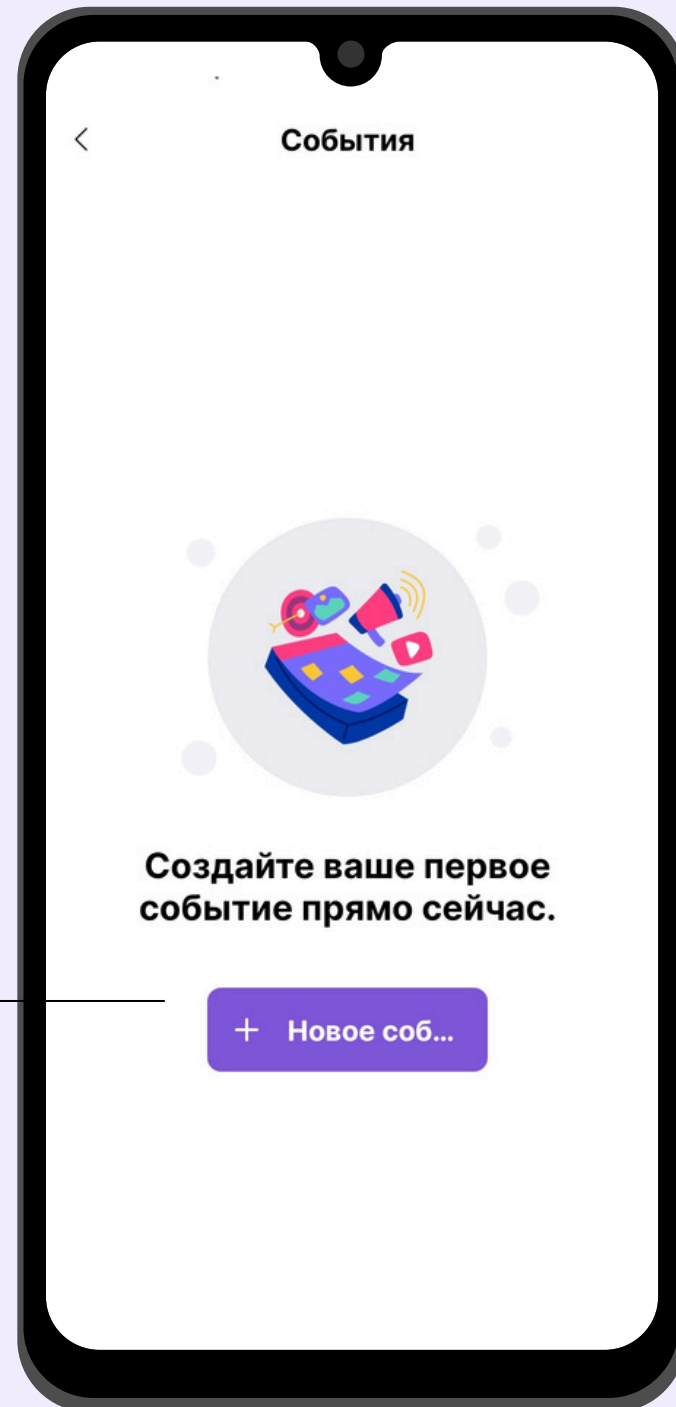 События
Создайте ваше первое
событие прямо сейчас.
+ Новое соб...